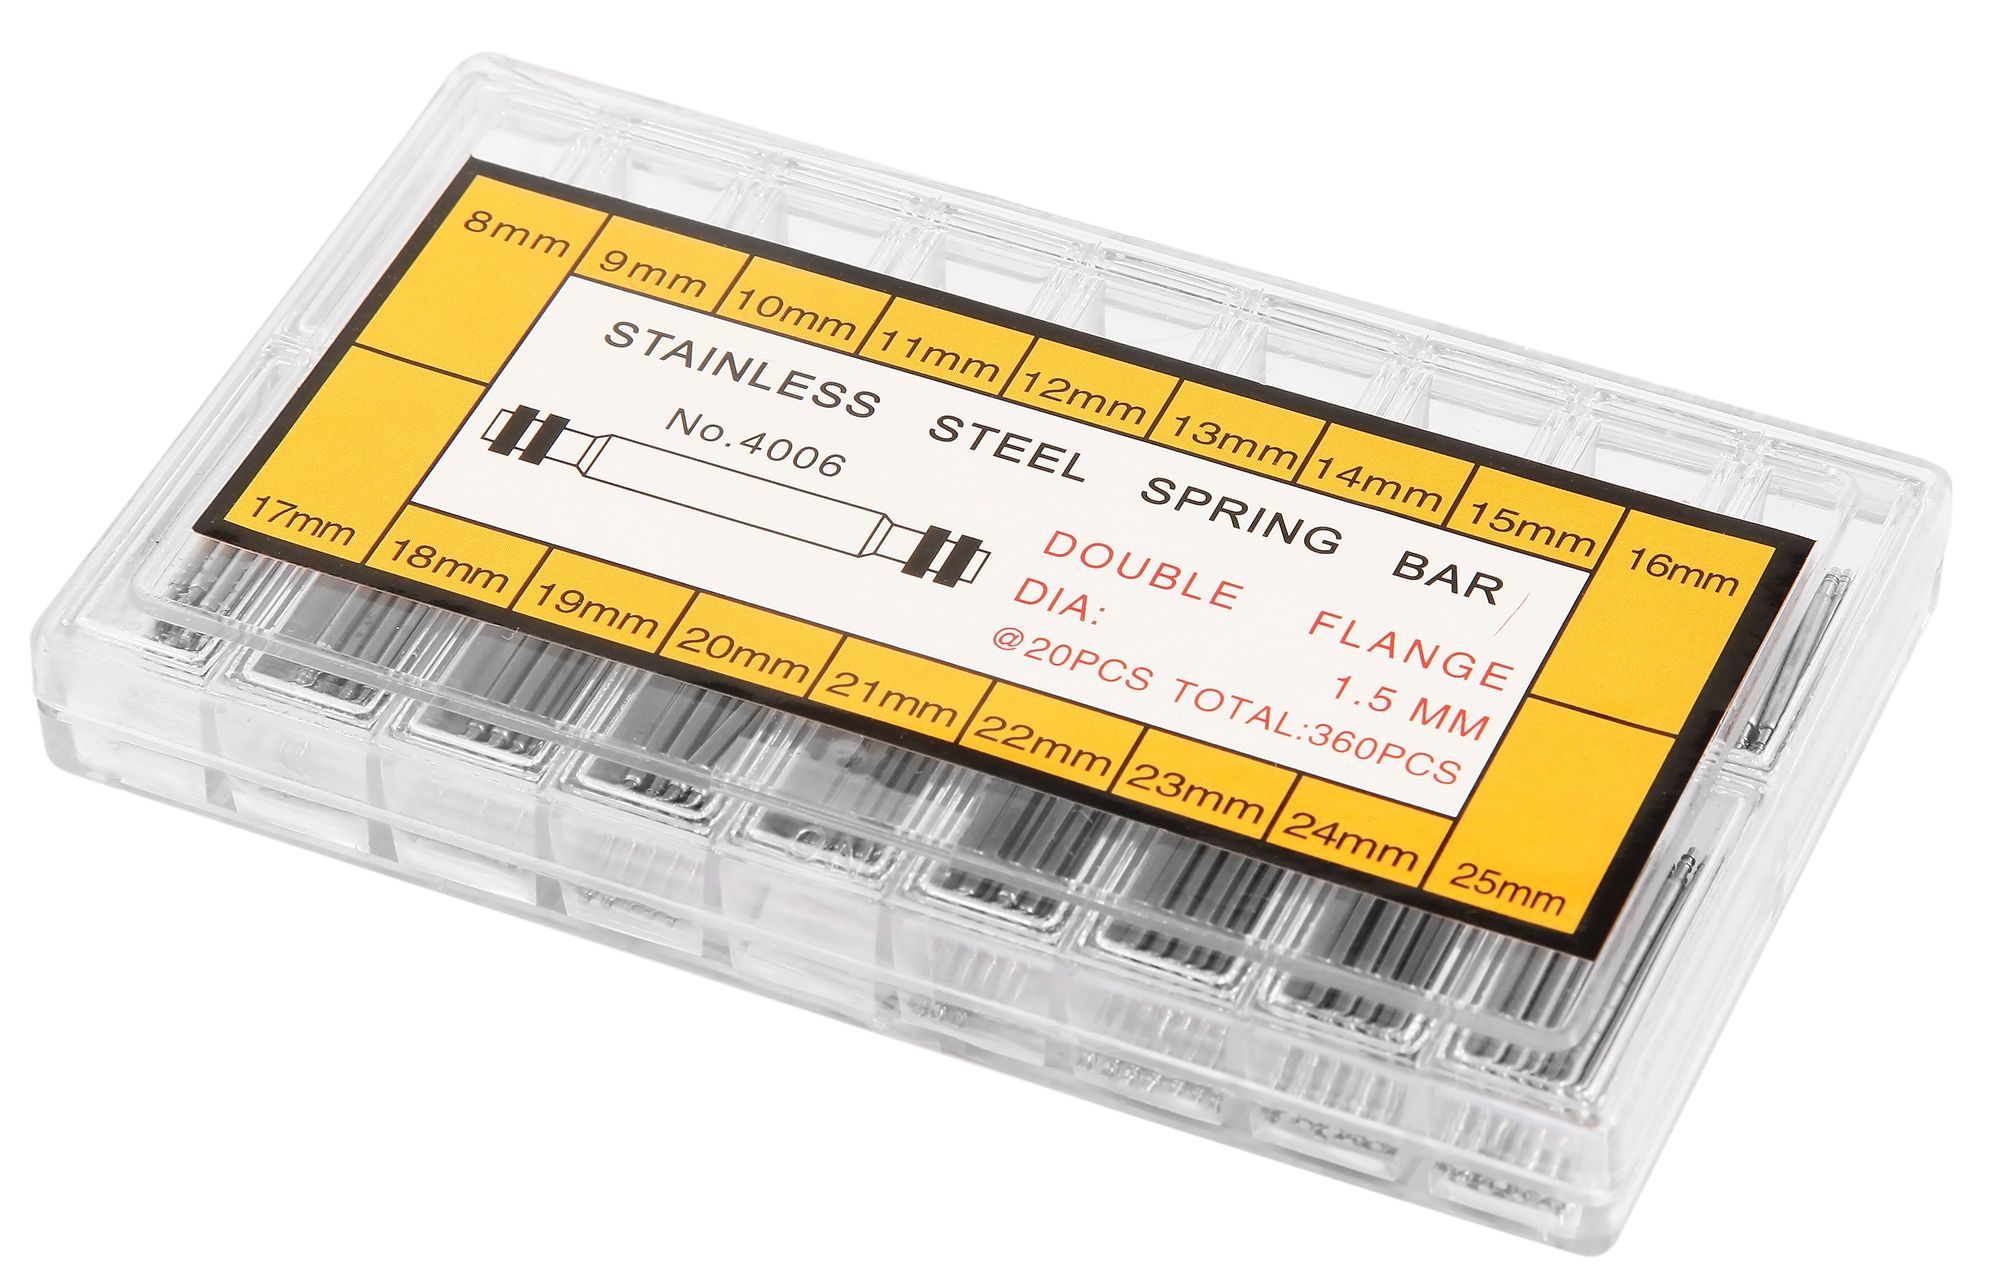 8mm
9mm
10mm
11mm
12mm
13mm
14mm
15mm
16mm
STAINLESS STEEL SPRING BAR
No.4006
DOUBLE FLANGE
DIA: 1.5 MM
@20PCS TOTAL:360PCS
17mm
18mm
19mm
20mm
21mm
22mm
23mm
24mm
25mm